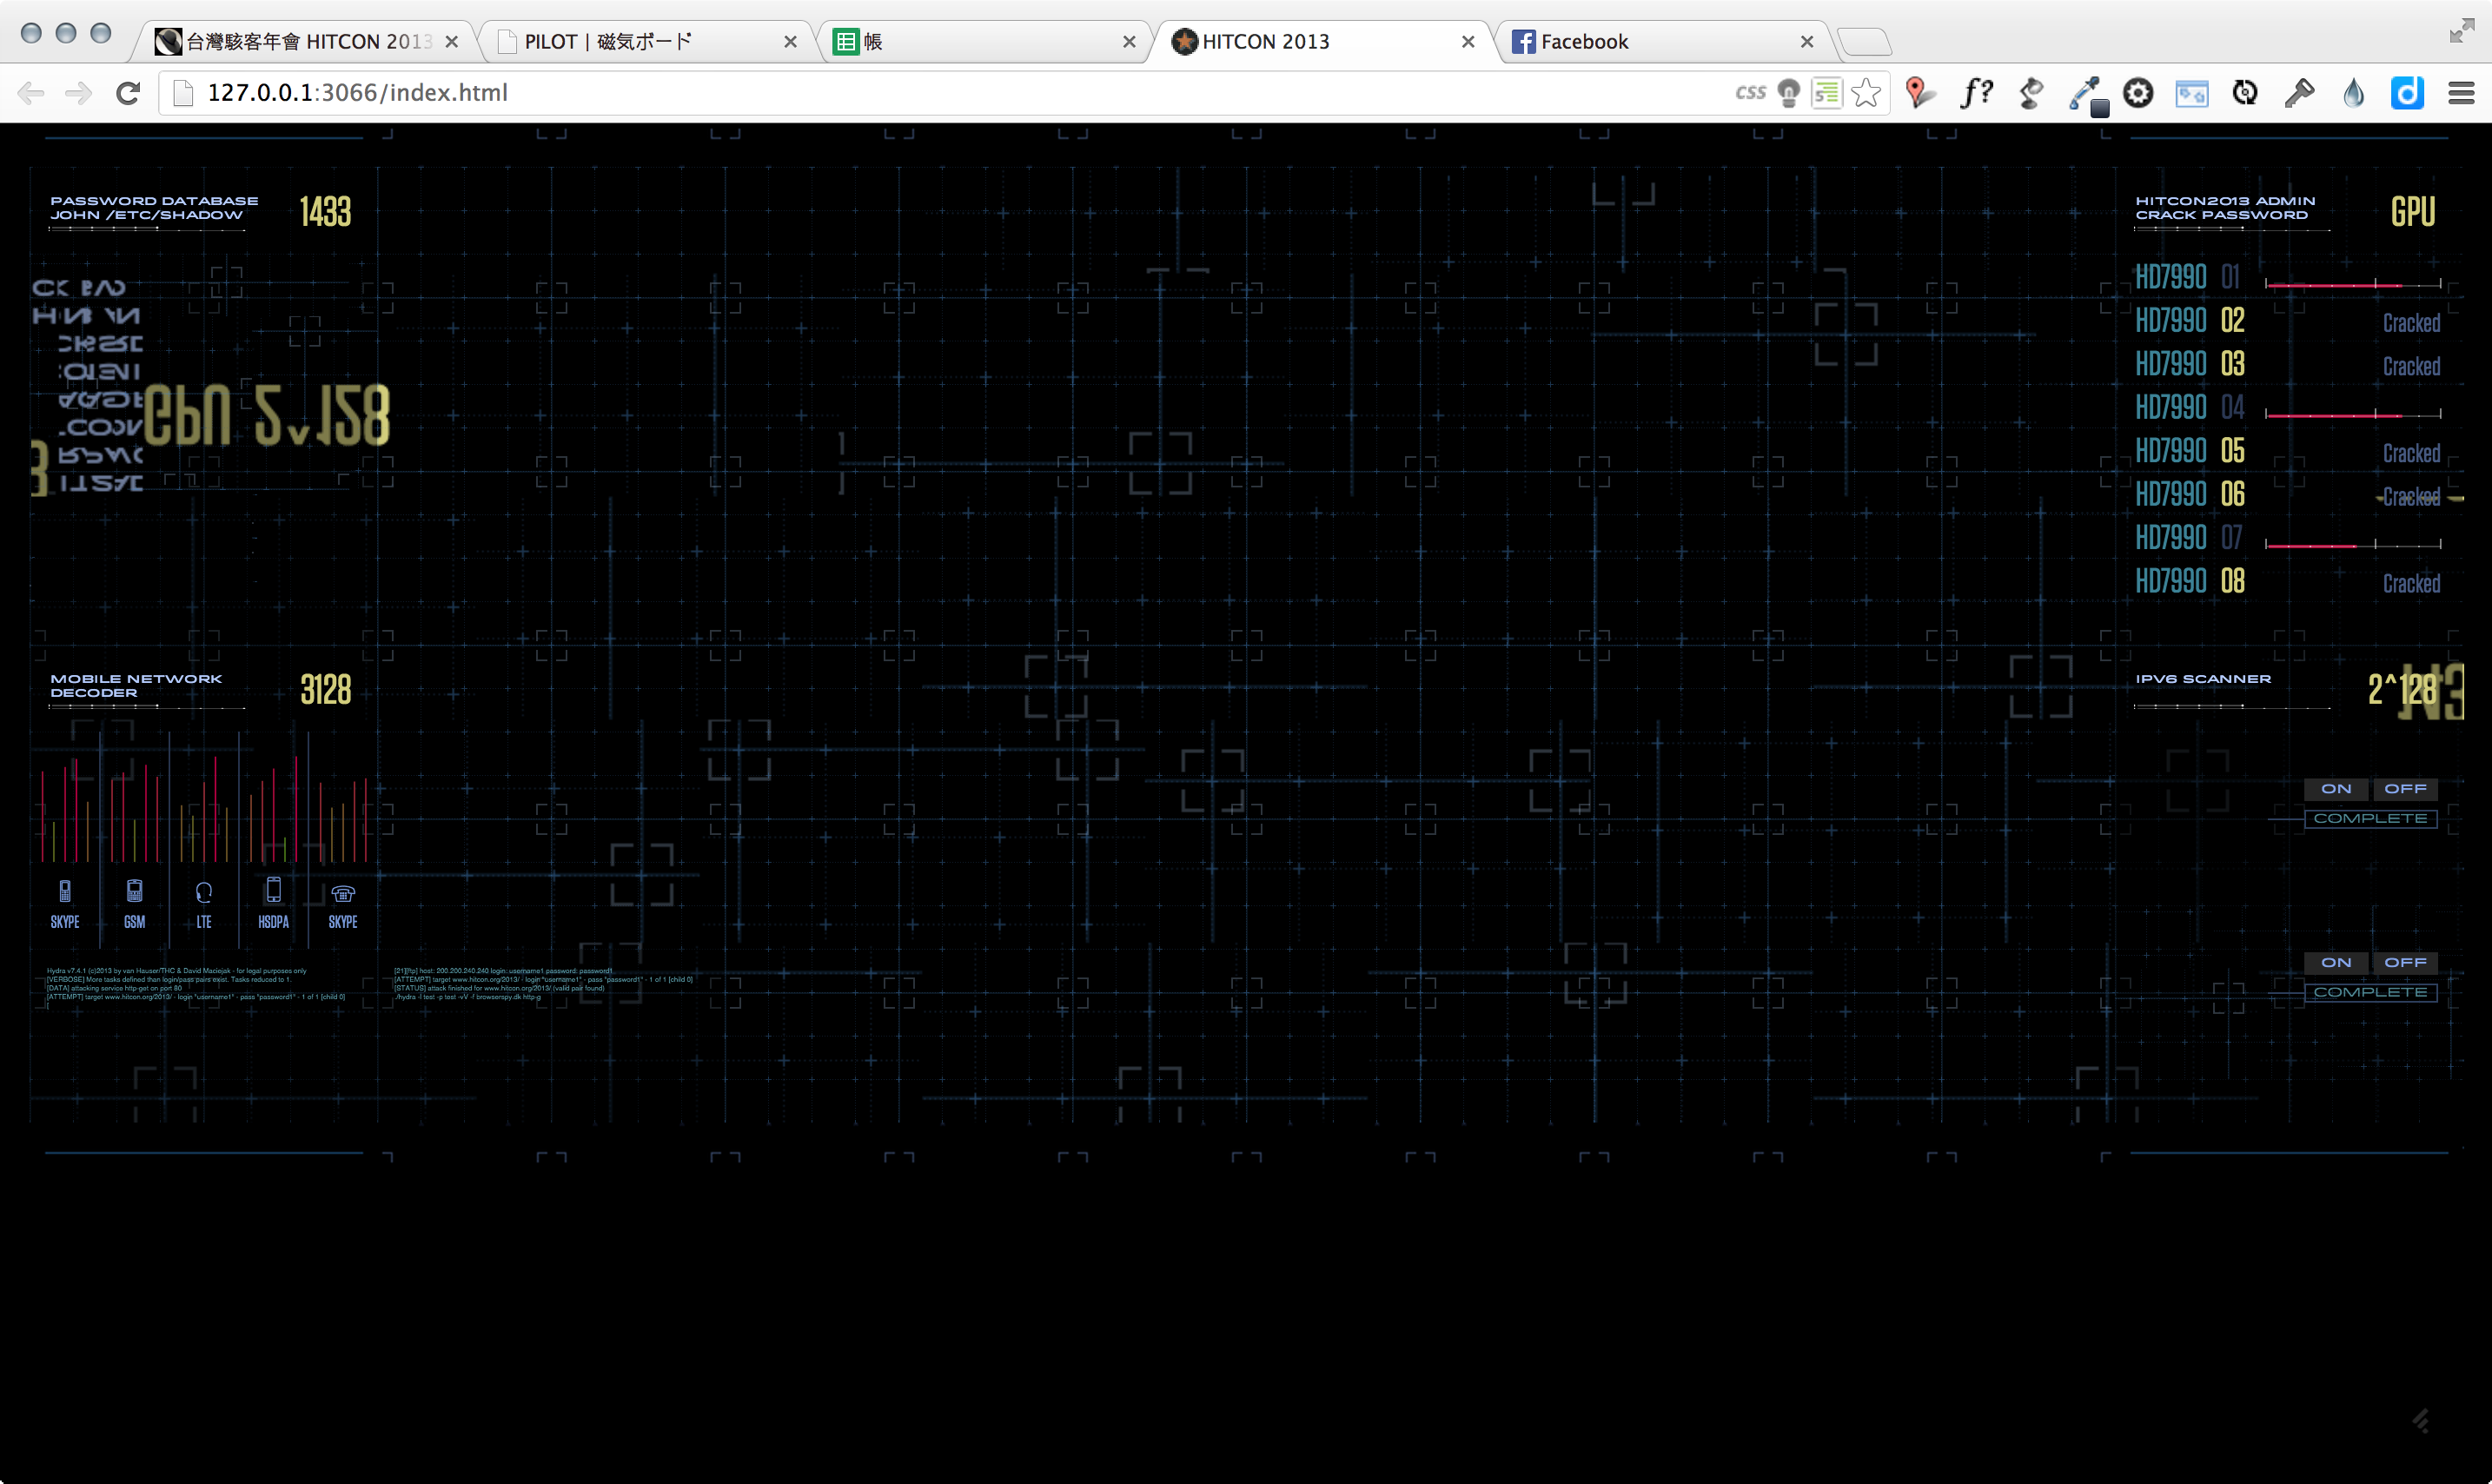 台灣駭客年會 HITCON 2013
PILOT | 磁気ボード
帳
HITCON 2013
Facebook
127.0.0.1:3066/index.html
css
f?
PASSWORD DATABASE
JOHN /ETC/SHADOW
1433
MOBILE NETWORK
DECODER
3128
SKYPE
GSM
LTE
HSDPA
SKYPE
Hydra v7.4.1 (c)2013 by van Hauser/THC & David Maciejak - for legal purposes only
[VERBOSE] More tasks defined than login/pass pairs exist. Tasks reduced to 1.
[DATA] attacking service http-get on port 80
[ATTEMPT] target www.hitcon.org/2013/ - login "username1" - pass "password1" - 1 of 1 [child 0]
[
[21][ftp] host: 200.200.240.240 login: username1 password: password1
[ATTEMPT] target www.hitcon.org/2013/ - login "username1" - pass "password1" - 1 of 1 [child 0]
[STATUS] attack finished for www.hitcon.org/2013/ (valid pair found)
./hydra -l test -p test -vV -f browserspy.dk http-g
HITCON2013 ADMIN
CRACK PASSWORD
GPU
HD7990 01
HD7990 02 Cracked
HD7990 03 Cracked
HD7990 04
HD7990 05 Cracked
HD7990 06 Cracked
HD7990 07
HD7990 08 Cracked
IPV6 SCANNER
2^128
ON OFF
COMPLETE
ON OFF
COMPLETE